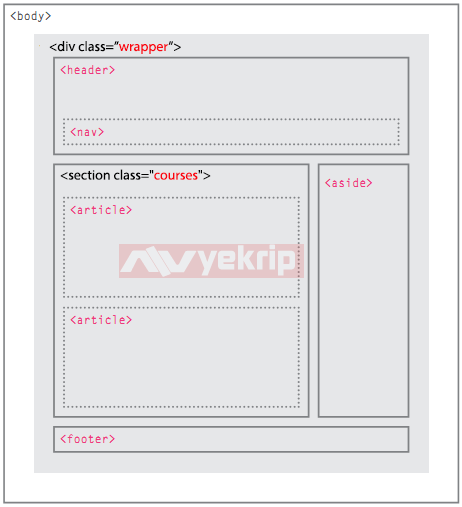 <body>
<div class="wrapper">
<header>
<nav>
<section class="courses">
<aside>
<article>
yekrip
<article>
<footer>